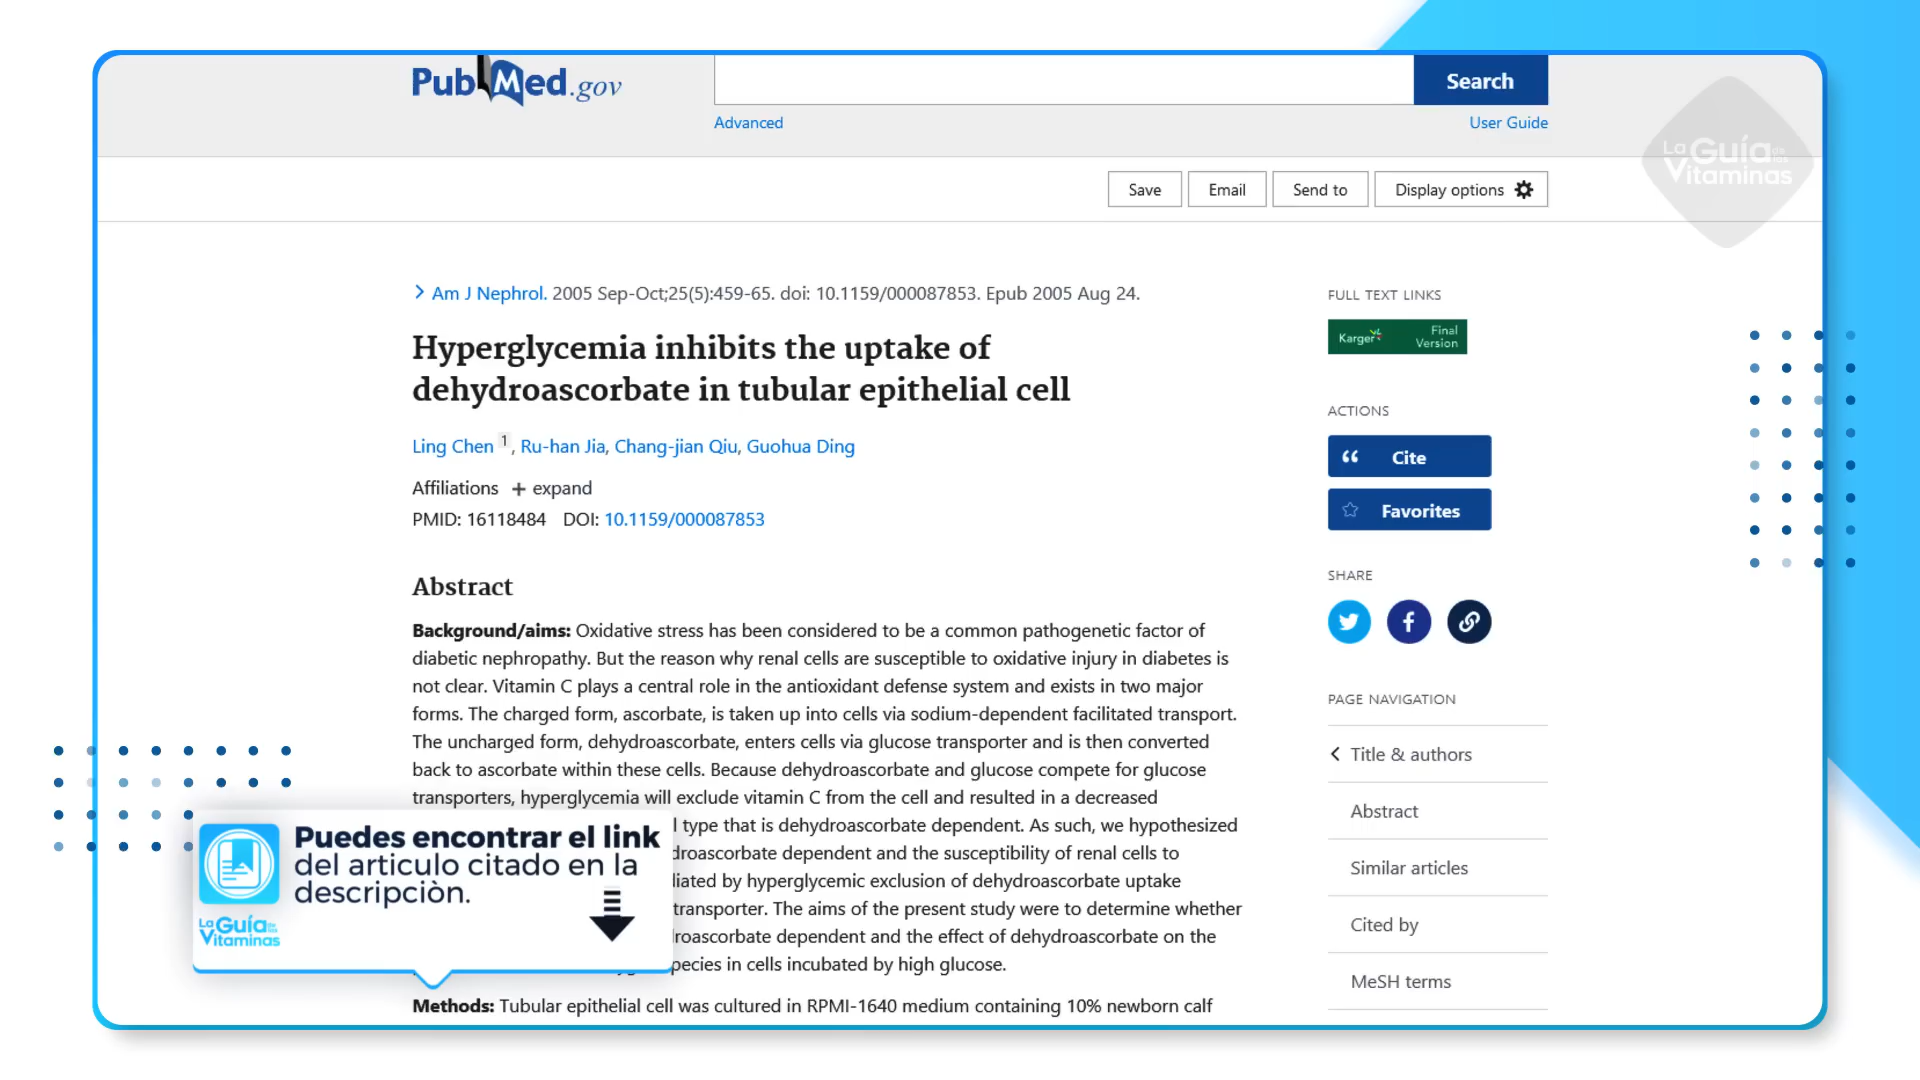 PubMed.gov
Search
Advanced
User Guide
La Guía de las Vitaminas
Save
Email
Send to
Display options
Am J Nephrol. 2005 Sep-Oct;25(5):459-65. doi: 10.1159/000087853. Epub 2005 Aug 24.
Hyperglycemia inhibits the uptake of
dehydroascorbate in tubular epithelial cell
Ling Chen 1, Ru-han Jia, Chang-jian Qiu, Guohua Ding
Affiliations + expand
PMID: 16118484 DOI: 10.1159/000087853
Abstract
Background/aims: Oxidative stress has been considered to be a common pathogenetic factor of
diabetic nephropathy. But the reason why renal cells are susceptible to oxidative injury in diabetes is
not clear. Vitamin C plays a central role in the antioxidant defense system and exists in two major
forms. The charged form, ascorbate, is taken up into cells via sodium-dependent facilitated transport.
The uncharged form, dehydroascorbate, enters cells via glucose transporter and is then converted
back to ascorbate within these cells. Because dehydroascorbate and glucose compete for glucose
transporters, hyperglycemia will exclude vitamin C from the cell and resulted in a decreased
type that is dehydroascorbate dependent. As such, we hypothesized
droascorbate dependent and the susceptibility of renal cells to
liated by hyperglycemic exclusion of dehydroascorbate uptake
transporter. The aims of the present study were to determine whether
roascorbate dependent and the effect of dehydroascorbate on the
pecies in cells incubated by high glucose.
Methods: Tubular epithelial cell was cultured in RPMI-1640 medium containing 10% newborn calf
FULL TEXT LINKS
Karger Final
Version
ACTIONS
Cite
Favorites
SHARE
PAGE NAVIGATION
Title & authors
Abstract
Similar articles
Cited by
MeSH terms
Puedes encontrar el link
del articulo citado en la
descripciòn.
La Guía de las Vitaminas